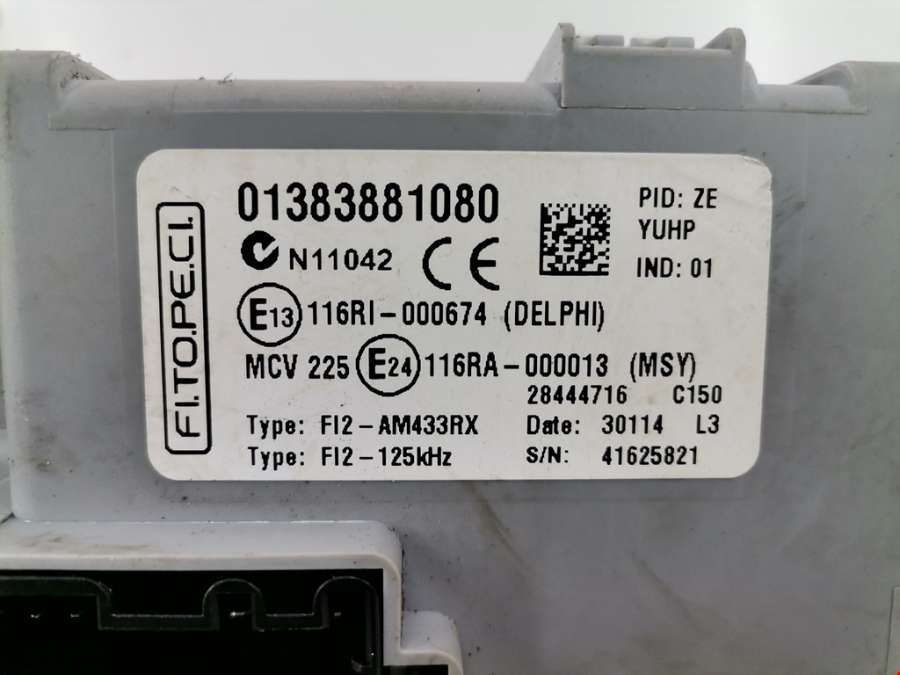 FI.TO.PE.CI.
01383881080
N11042 CE
PID: ZE
YUHP
IND: 01
E13 116RI-000674 (DELPHI)
MCV 225 E24 116RA-000013 (MSY)
28444716 C150
Type: FI2-AM433RX Date: 30114 L3
Type: FI2-125kHz S/N: 41625821